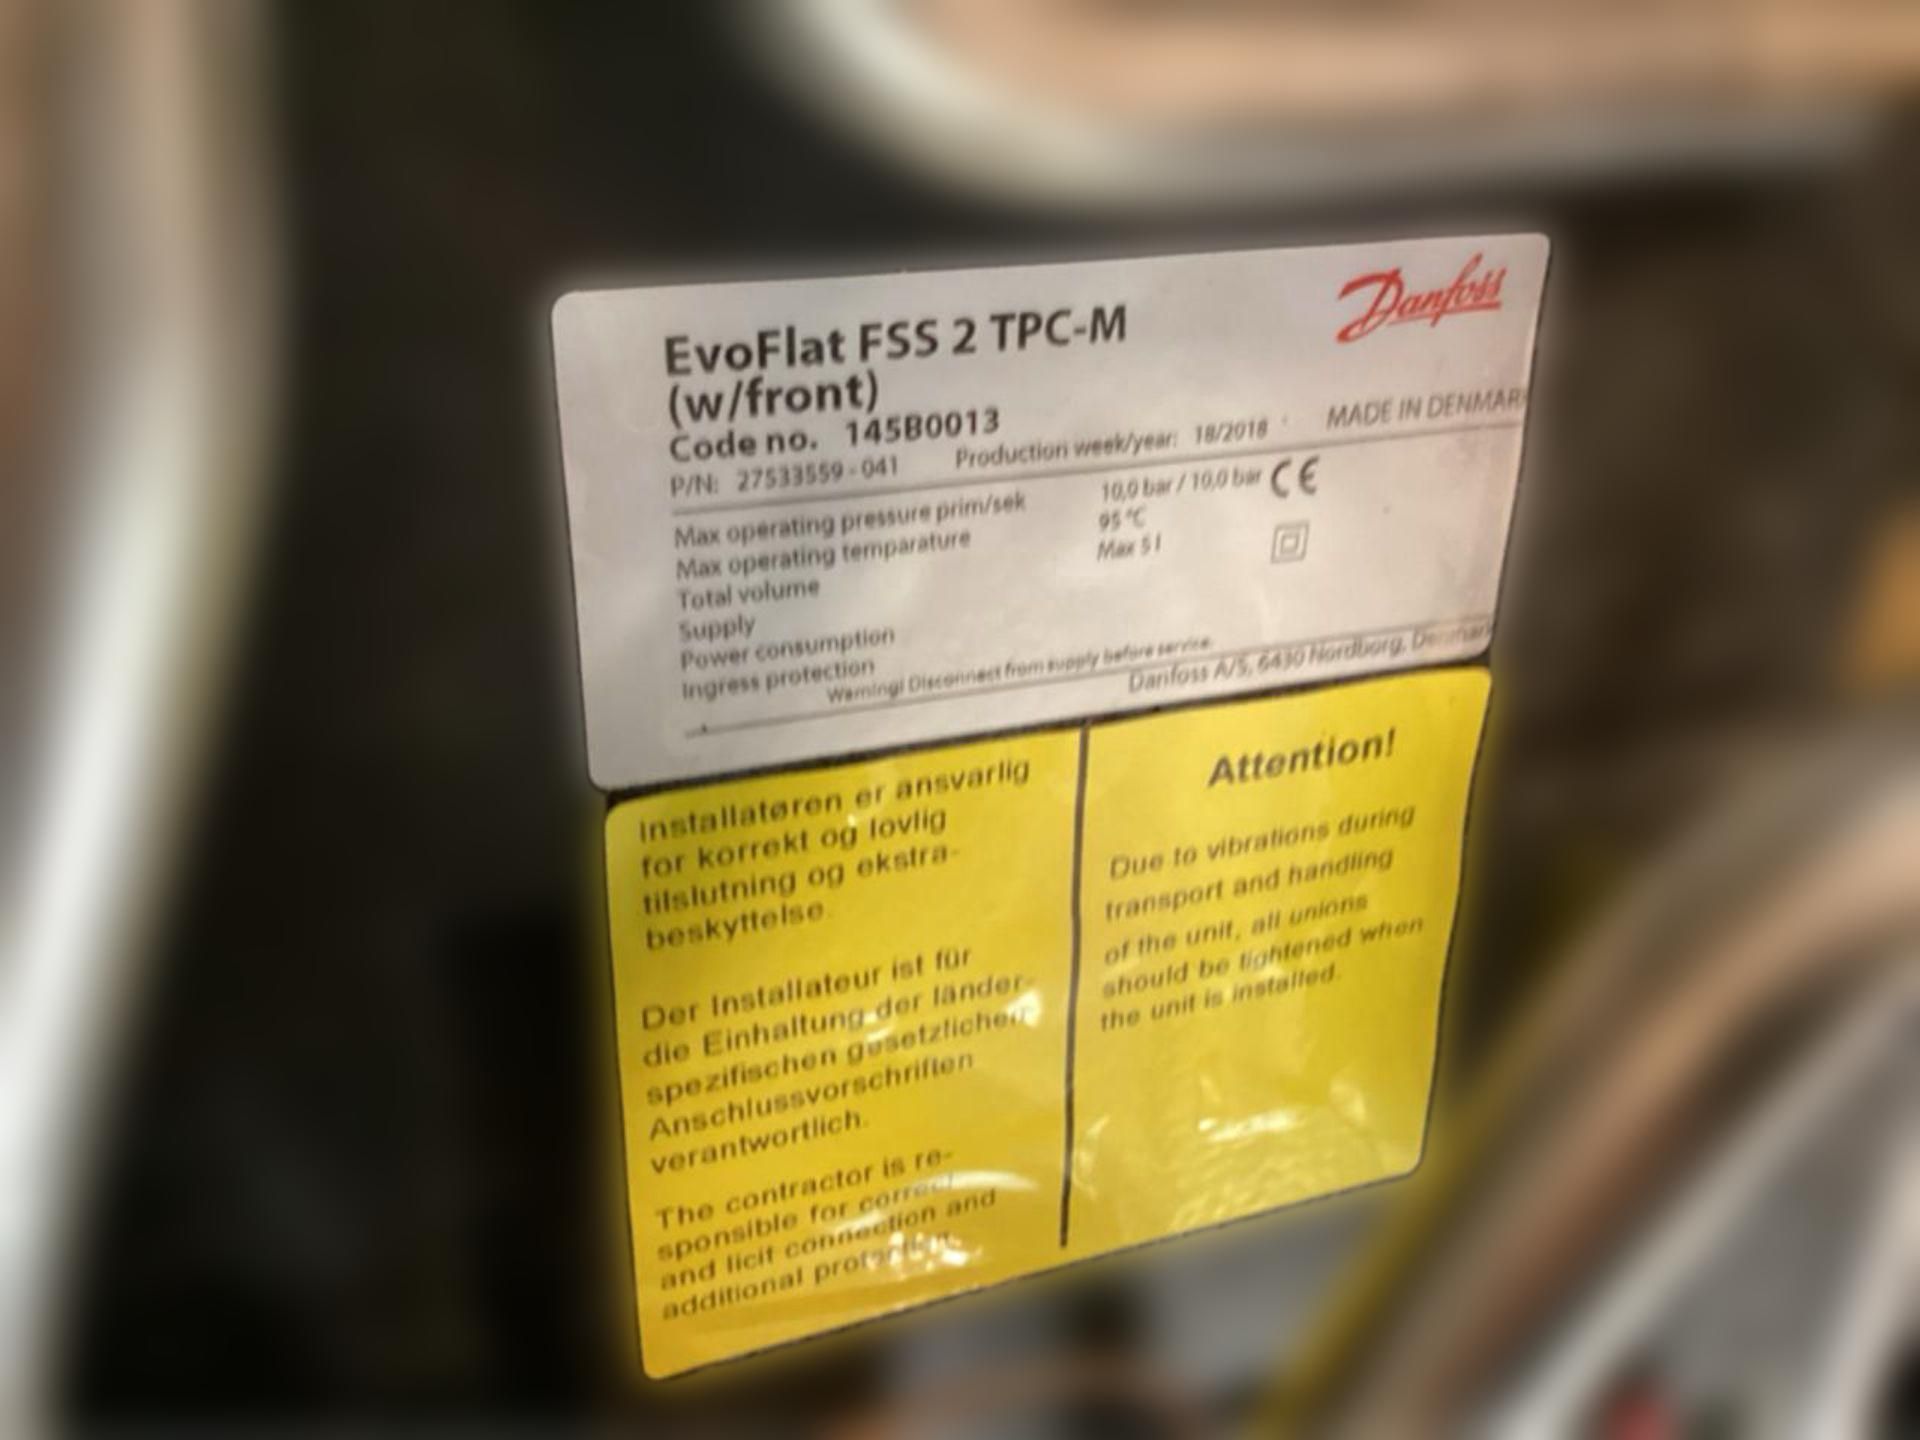 Danfoss
EvoFlat FSS 2 TPC-M
(w/front)
Code no. 145B0013
P/N: 27533559-041 Production week/year: 18/2018 MADE IN DENMARK
Max operating pressure prim/sek 10,0 bar / 10,0 bar CE
Max operating temparature 95 °C
Total volume Max 5 l
Supply
Power consumption
Ingress protection
Warning! Disconnect from supply before service.
Danfoss A/S, 6430 Nordborg, Denmark
Installatøren er ansvarlig
for korrekt og lovlig
tilslutning og ekstra-
beskyttelse.
Der Installateur ist für
die Einhaltung der länder-
spezifischen gesetzlichen
Anschlussvorschriften
verantwortlich.
The contractor is re-
sponsible for correct
and licit connection and
additional protection.
Attention!
Due to vibrations during
transport and handling
of the unit, all unions
should be tightened when
the unit is installed.